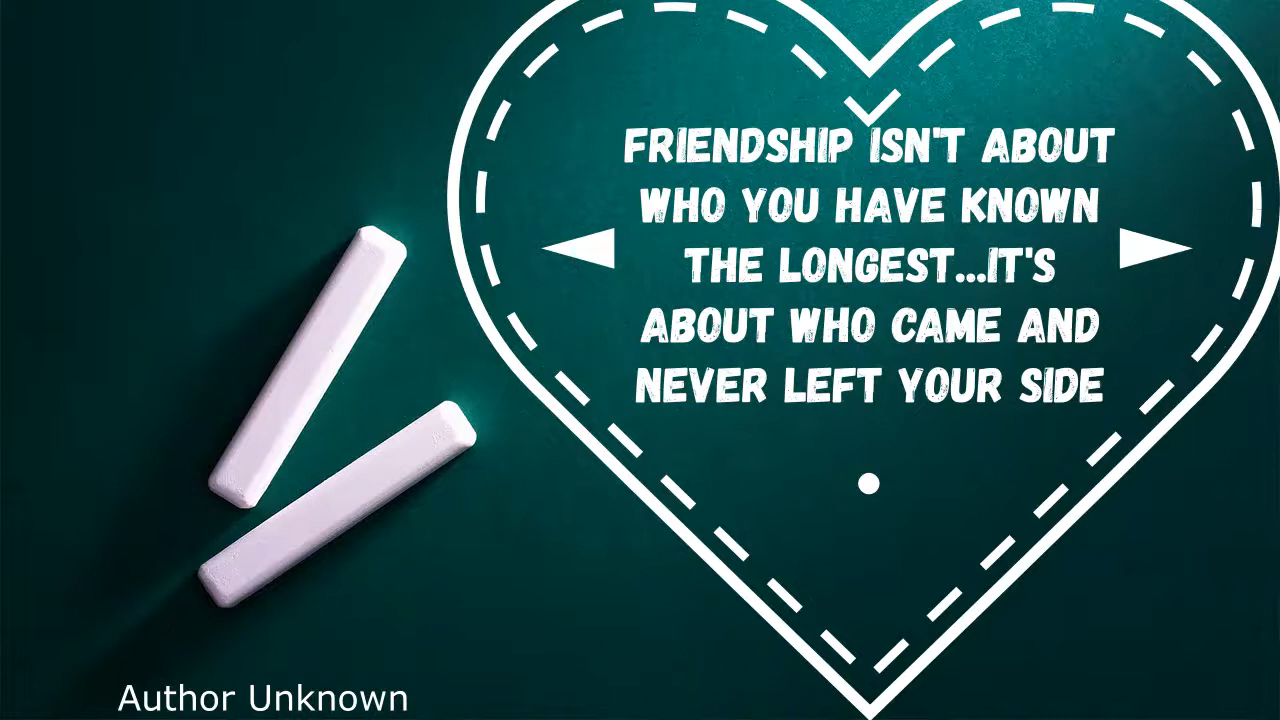 FRIENDSHIP ISN'T ABOUT
WHO YOU HAVE KNOWN
THE LONGEST...IT'S
ABOUT WHO CAME AND
NEVER LEFT YOUR SIDE
Author Unknown